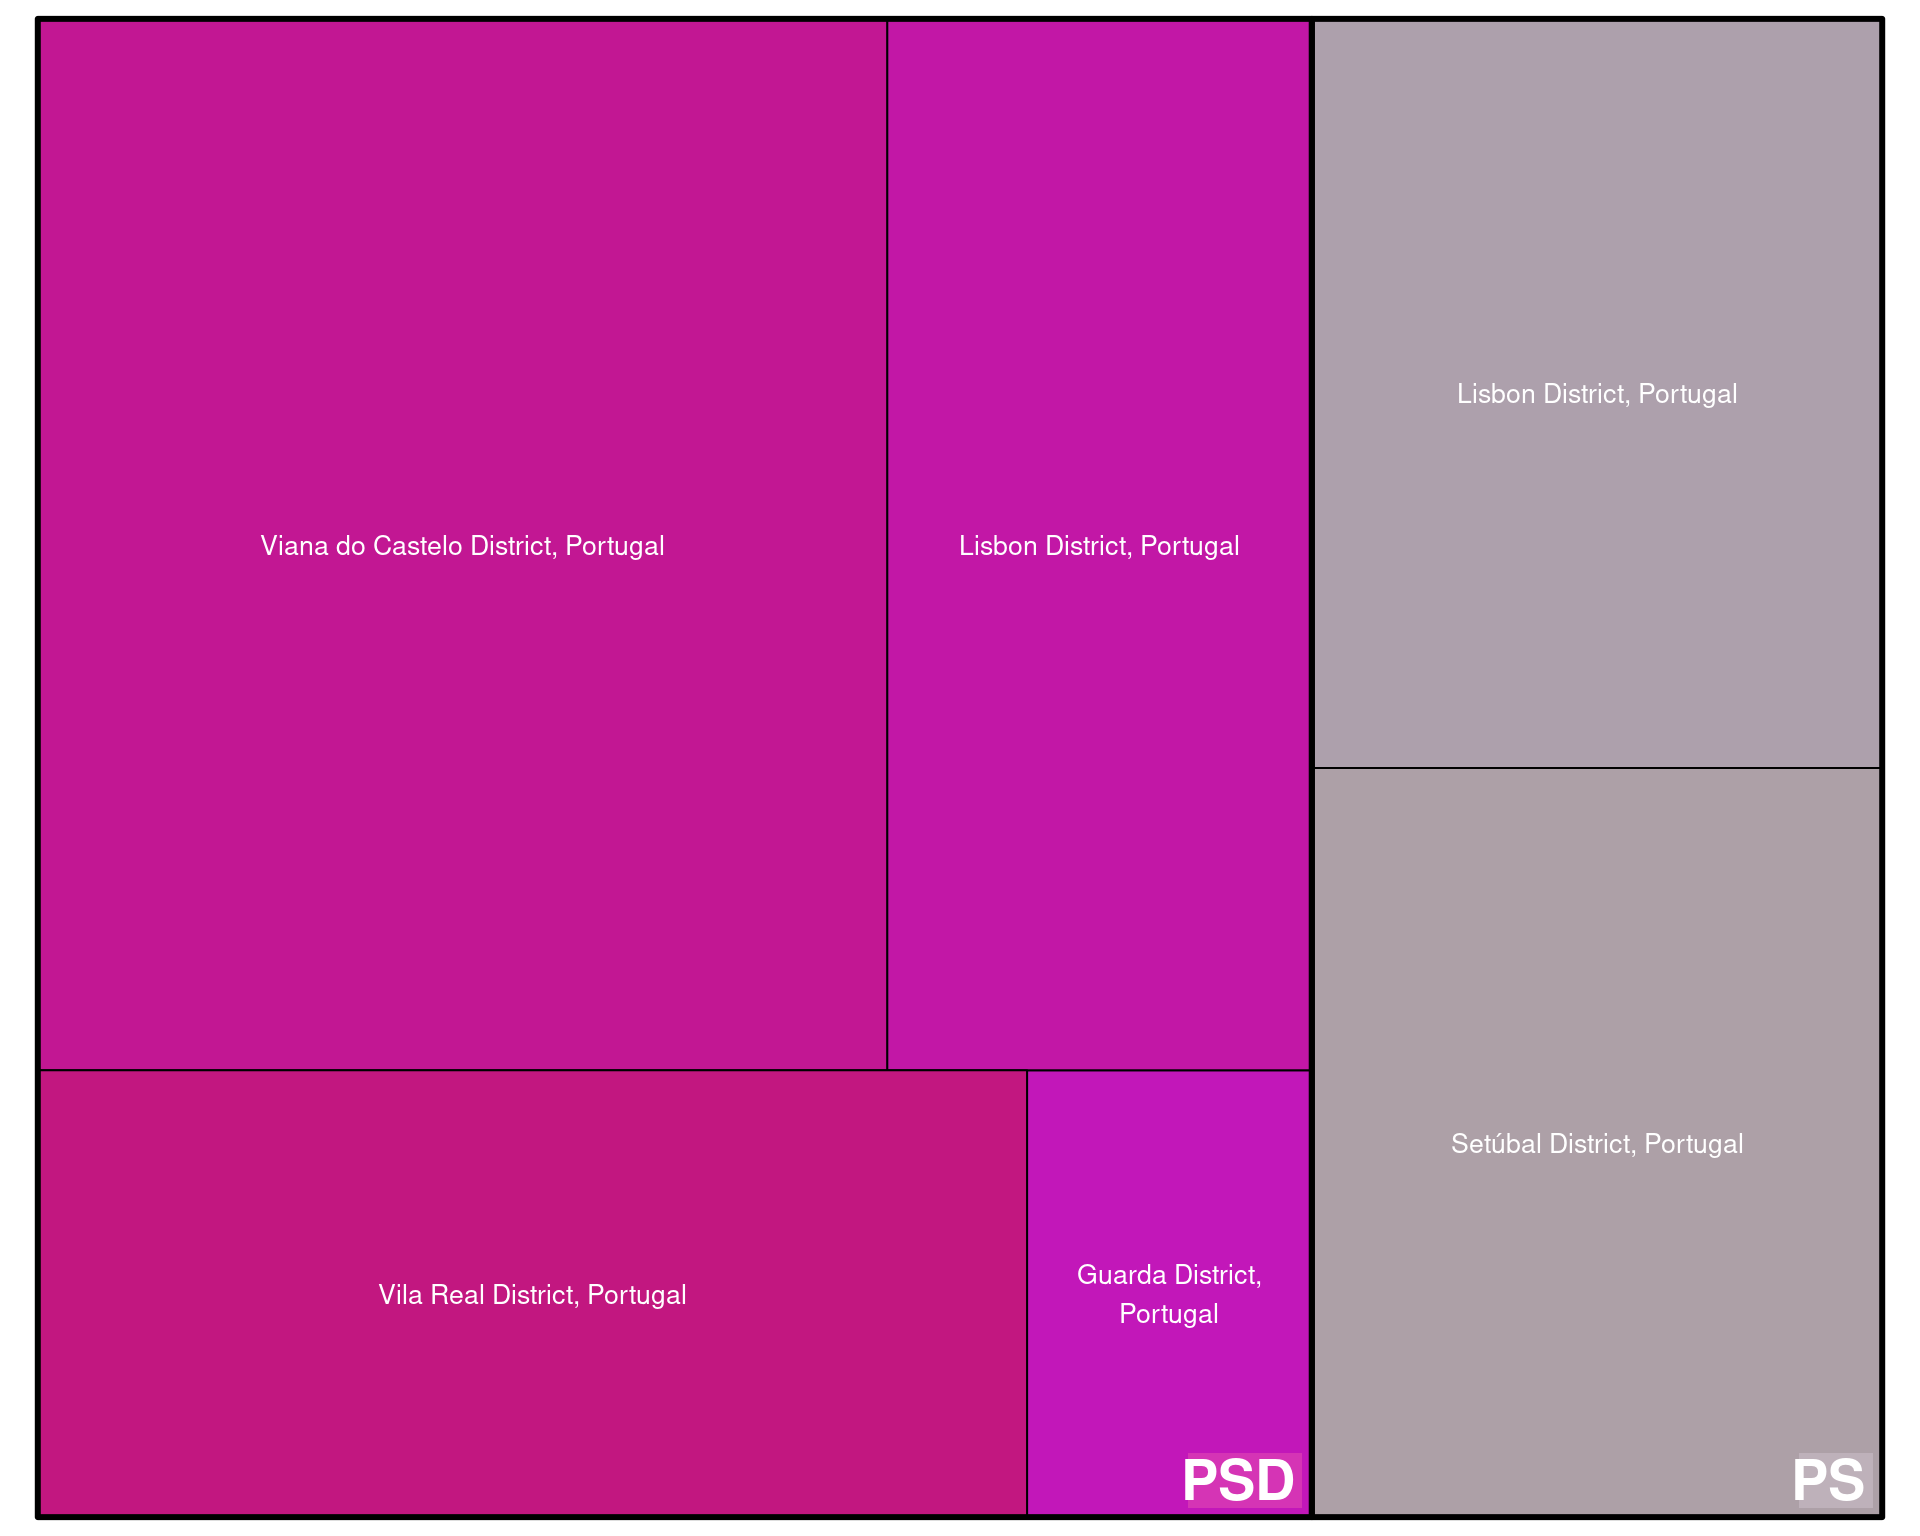 Viana do Castelo District, Portugal
Lisbon District, Portugal
Lisbon District, Portugal
Setúbal District, Portugal
Vila Real District, Portugal
Guarda District,
Portugal
PSD
PS